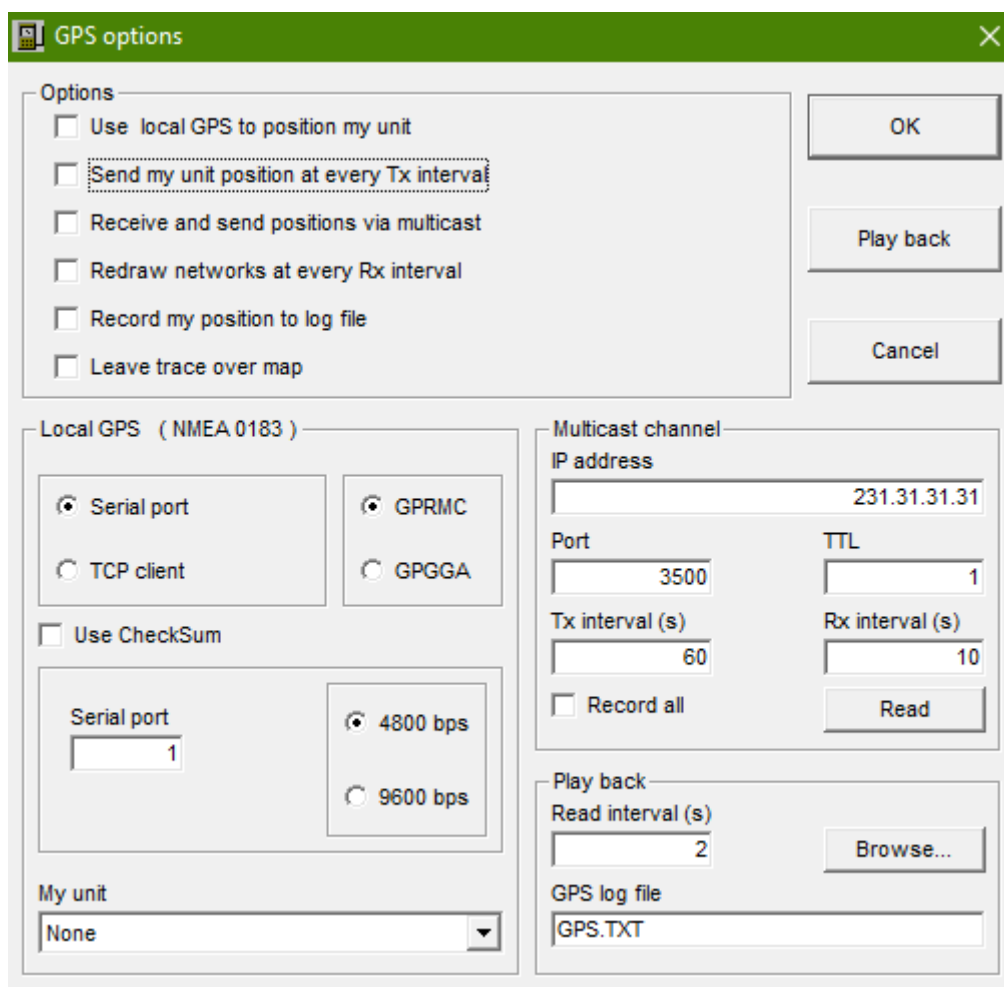 GPS options
Options
Use local GPS to position my unit
OK
Send my unit position at every Tx interval
Receive and send positions via multicast
Play back
Redraw networks at every Rx interval
Record my position to log file
Cancel
Leave trace over map
Local GPS ( NMEA 0183 )
Serial port
GPRMC
TCP client
GPGGA
Use CheckSum
Serial port
1
4800 bps
9600 bps
My unit
None
Multicast channel
IP address
231.31.31.31
Port
TTL
3500
1
Tx interval (s)
Rx interval (s)
60
10
Record all
Read
Play back
Read interval (s)
2
Browse...
GPS log file
GPS.TXT